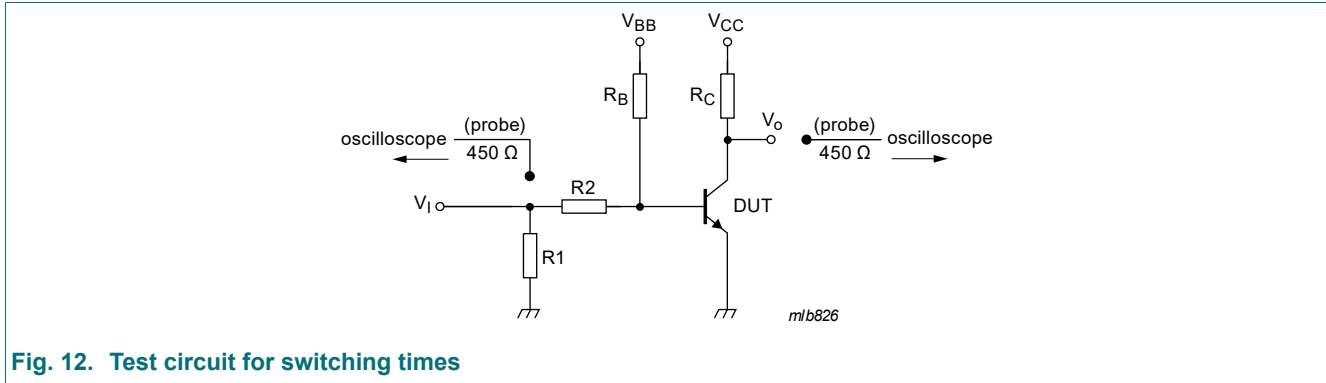 VBB
VCC
RB
RC
Vo
oscilloscope
(probe)
450 Ω
(probe)
450 Ω
oscilloscope
R2
VI
DUT
R1
mlb826
Fig. 12. Test circuit for switching times